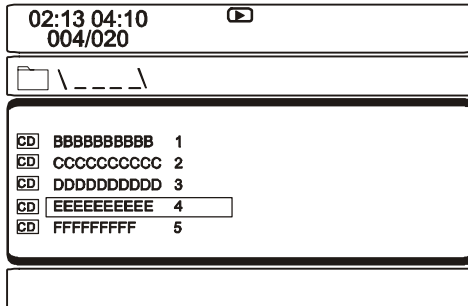 02:13 04:10
004/020
\ _ _ _ _\
CD BBBBBBBBBB 1
CD CCCCCCCCCC 2
CD DDDDDDDDDD 3
CD EEEEEEEEEE 4
CD FFFFFFFFF 5